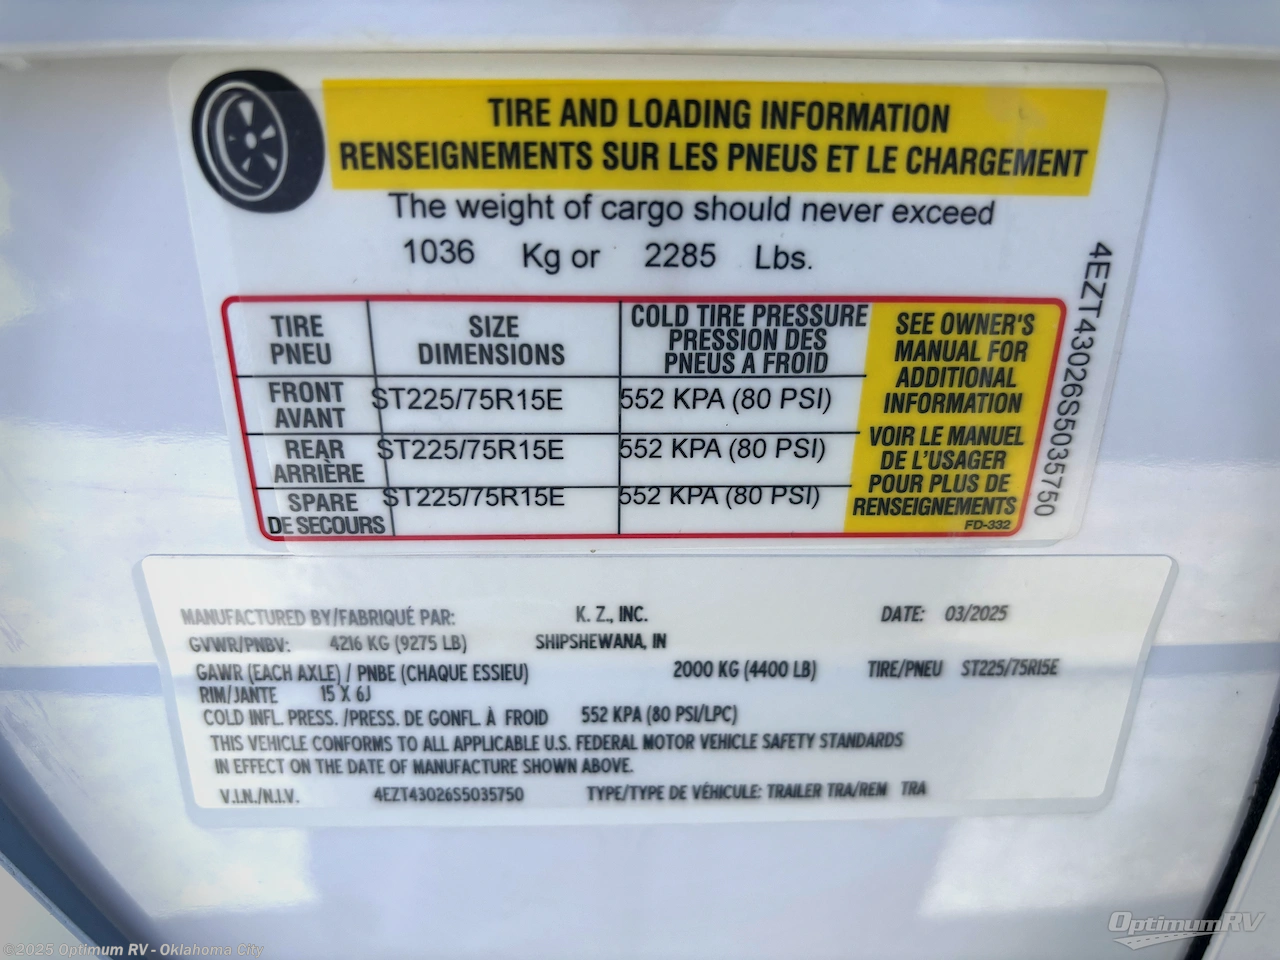 TIRE AND LOADING INFORMATION
RENSEIGNEMENTS SUR LES PNEUS ET LE CHARGEMENT
The weight of cargo should never exceed
1036 Kg or 2285 Lbs.
TIRE
PNEU
SIZE
DIMENSIONS
COLD TIRE PRESSURE
PRESSION DES
PNEUS A FROID
FRONT
AVANT
ST225/75R15E
552 KPA (80 PSI)
REAR
ARRIÈRE
ST225/75R15E
552 KPA (80 PSI)
SPARE
DE SECOURS
ST225/75R15E
552 KPA (80 PSI)
SEE OWNER'S
MANUAL FOR
ADDITIONAL
INFORMATION
VOIR LE MANUEL
DE L'USAGER
POUR PLUS DE
RENSEIGNEMENTS
FD-332
4EZT43026S5035750
MANUFACTURED BY/FABRIQUÉ PAR: K. Z., INC. DATE: 03/2025
GVWR/PNBV: 4216 KG (9275 LB) SHIPSHEWANA, IN
GAWR (EACH AXLE) / PNBE (CHAQUE ESSIEU) 2000 KG (4400 LB) TIRE/PNEU ST225/75R15E
RIM/JANTE 15 X 6J
COLD INFL. PRESS. /PRESS. DE GONFL. À FROID 552 KPA (80 PSI/LPC)
THIS VEHICLE CONFORMS TO ALL APPLICABLE U.S. FEDERAL MOTOR VEHICLE SAFETY STANDARDS
IN EFFECT ON THE DATE OF MANUFACTURE SHOWN ABOVE.
V.I.N./N.I.V. 4EZT43026S5035750 TYPE/TYPE DE VÉHICULE: TRAILER TRA/REM TRA
©2025 Optimum RV - Oklahoma City
OptimumRV